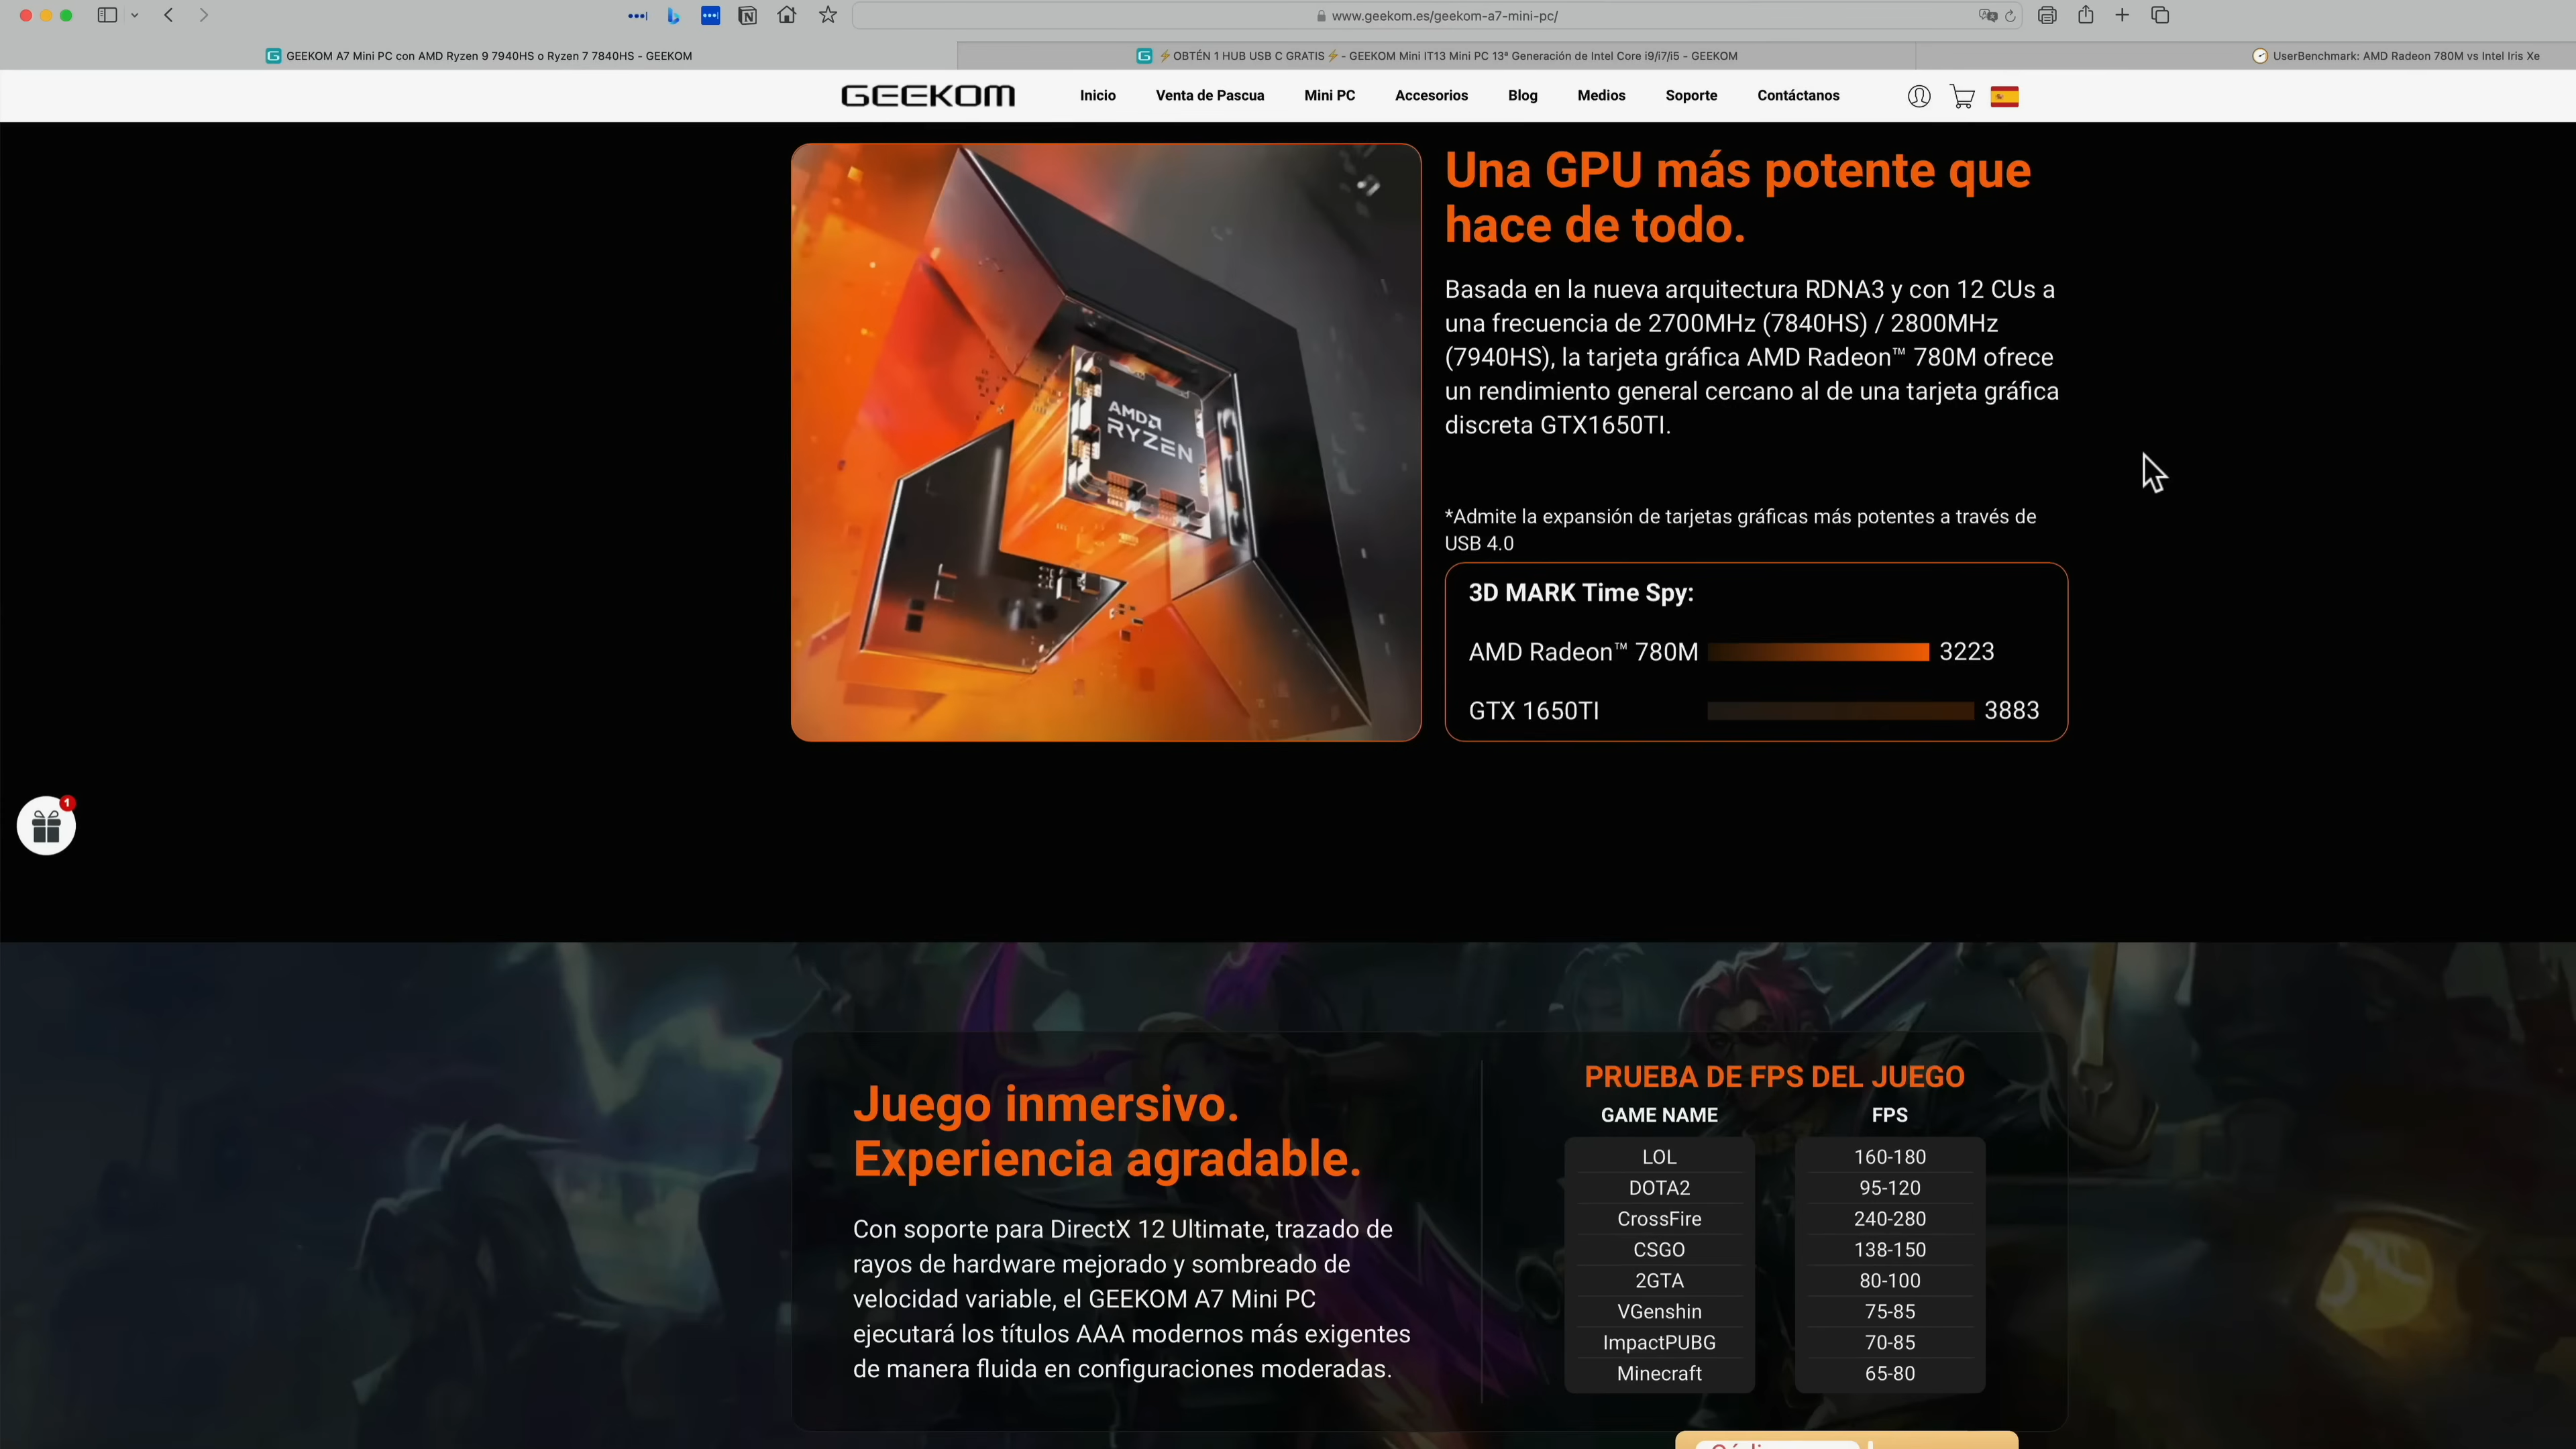 www.geekom.es/geekom-a7-mini-pc/
GEEKOM A7 Mini PC con AMD Ryzen 9 7940HS o Ryzen 7 7840HS - GEEKOM
⚡OBTÉN 1 HUB USB C GRATIS⚡- GEEKOM Mini IT13 Mini PC 13ª Generación de Intel Core i9/i7/i5 - GEEKOM
UserBenchmark: AMD Radeon 780M vs Intel Iris Xe
GEEKOM
Inicio
Venta de Pascua
Mini PC
Accesorios
Blog
Medios
Soporte
Contáctanos
AMD
RYZEN
Una GPU más potente que
hace de todo.
Basada en la nueva arquitectura RDNA3 y con 12 CUs a
una frecuencia de 2700MHz (7840HS) / 2800MHz
(7940HS), la tarjeta gráfica AMD Radeon™ 780M ofrece
un rendimiento general cercano al de una tarjeta gráfica
discreta GTX1650TI.
*Admite la expansión de tarjetas gráficas más potentes a través de
USB 4.0
3D MARK Time Spy:
AMD Radeon™ 780M 3223
GTX 1650TI 3883
1
Juego inmersivo.
Experiencia agradable.
Con soporte para DirectX 12 Ultimate, trazado de
rayos de hardware mejorado y sombreado de
velocidad variable, el GEEKOM A7 Mini PC
ejecutará los títulos AAA modernos más exigentes
de manera fluida en configuraciones moderadas.
PRUEBA DE FPS DEL JUEGO
GAME NAME FPS
LOL 160-180
DOTA2 95-120
CrossFire 240-280
CSGO 138-150
2GTA 80-100
VGenshin 75-85
ImpactPUBG 70-85
Minecraft 65-80